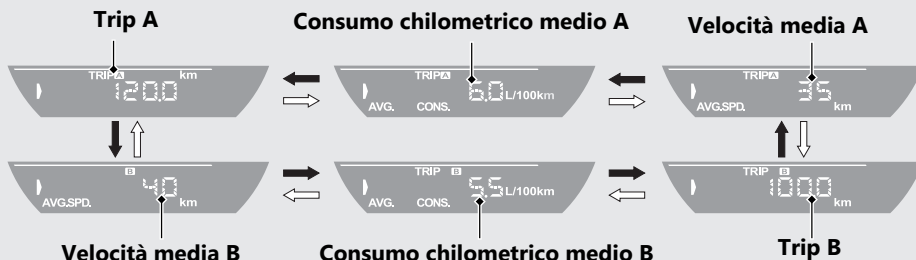 Trip A
Consumo chilometrico medio A
Velocità media A
TRIP A km
120.0
TRIP A
6.0 L/100km
AVG. CONS.
TRIP A
35
AVG.SPD. km
B
40
AVG.SPD. km
TRIP B
5.5 L/100km
AVG. CONS.
TRIP B
100.0
km
Velocità media B
Consumo chilometrico medio B
Trip B